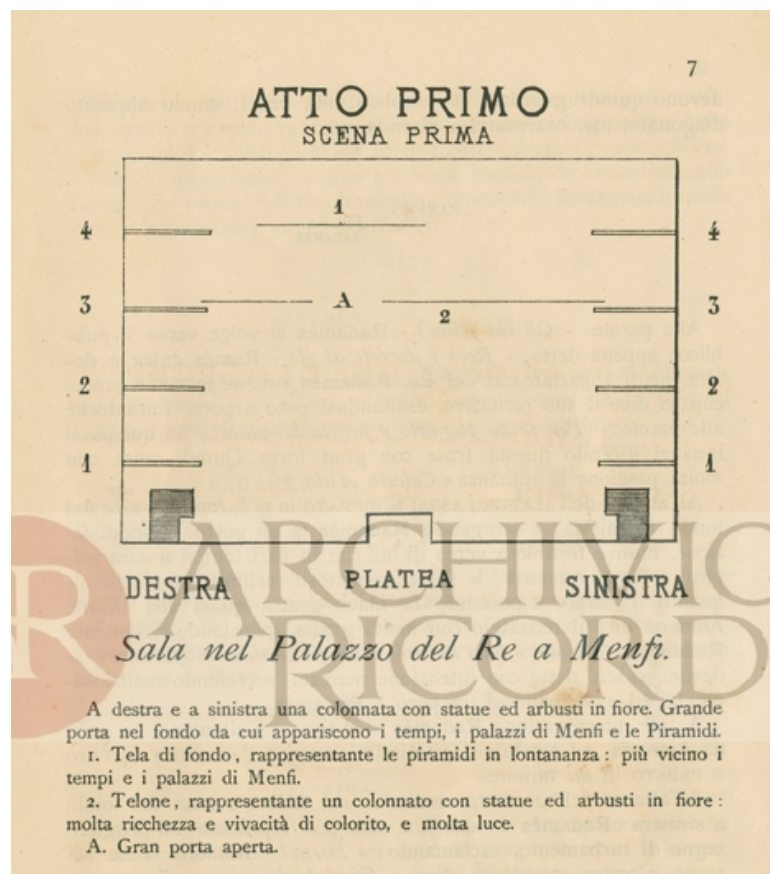 7
ATTO PRIMO
SCENA PRIMA
1
4 4
3 A 3
2
2 2
1 1
DESTRA PLATEA SINISTRA
ARCHIVIO
RICORD
R
Sala nel Palazzo del Re a Menfi.
A destra e a sinistra una colonnata con statue ed arbusti in fiore. Grande
porta nel fondo da cui appariscono i tempi, i palazzi di Menfi e le Piramidi.
1. Tela di fondo, rappresentante le piramidi in lontananza: più vicino i
tempi e i palazzi di Menfi.
2. Telone, rappresentante un colonnato con statue ed arbusti in fiore:
molta ricchezza e vivacità di colorito, e molta luce.
A. Gran porta aperta.